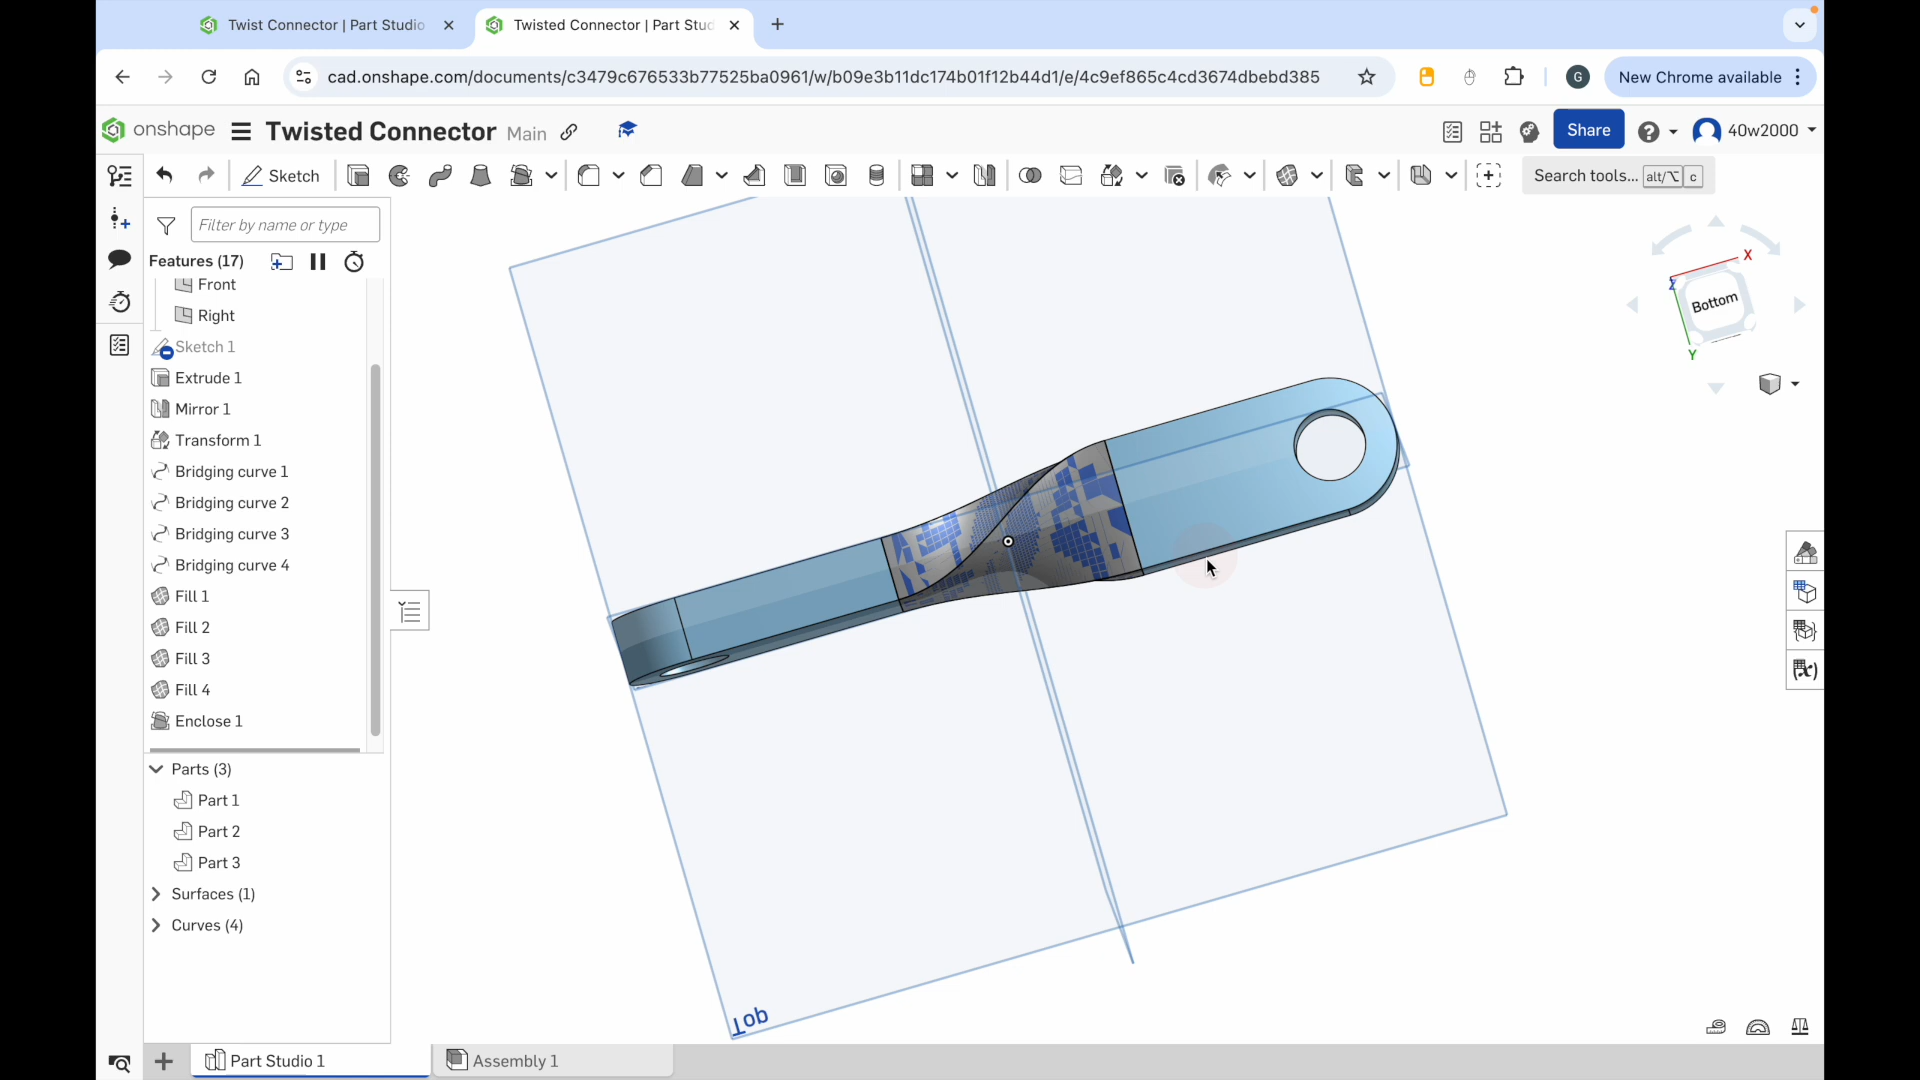 Twist Connector | Part Studio
Twisted Connector | Part Stud
cad.onshape.com/documents/c3479c676533b77525ba0961/w/b09e3b11dc174b01f12b44d1/e/4c9ef865c4cd3674dbebd385
G
New Chrome available
onshape
Twisted Connector
Main
Share
40w2000
Sketch
Search tools...
alt/⌥
c
Filter by name or type
Features (17)
Front
Right
Sketch 1
Extrude 1
Mirror 1
Transform 1
Bridging curve 1
Bridging curve 2
Bridging curve 3
Bridging curve 4
Fill 1
Fill 2
Fill 3
Fill 4
Enclose 1
Parts (3)
Part 1
Part 2
Part 3
Surfaces (1)
Curves (4)
X
Z
Bottom
Y
Top
Part Studio 1
Assembly 1